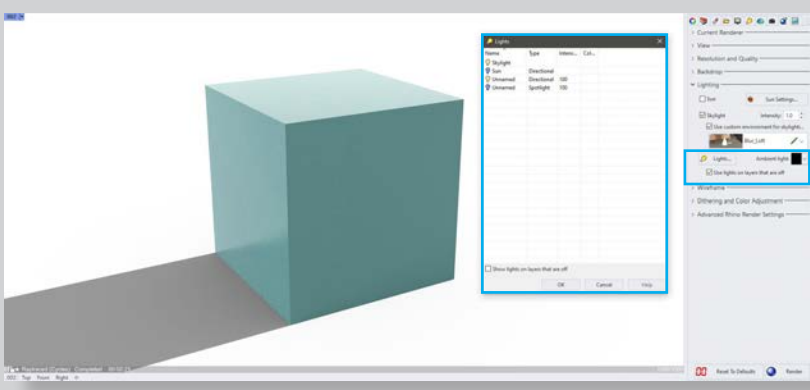 Lights
Name Type Intens... Col...
Skylight
Sun Directional
Unnamed Directional 100
Unnamed Spotlight 100
Show lights on layers that are off
OK Cancel Help
Current Renderer
View
Resolution and Quality
Backdrop
Lighting
Sun Sun Settings...
Skylight Intensity: 1.0
Use custom environment for skylight...
Lights... Ambient light
Use lights on layers that are off
Wireframe
Dithering and Color Adjustment
Advanced Rhino Render Settings
Raytraced (Cycles) Completed
Top Front Right
Reset To Defaults Render